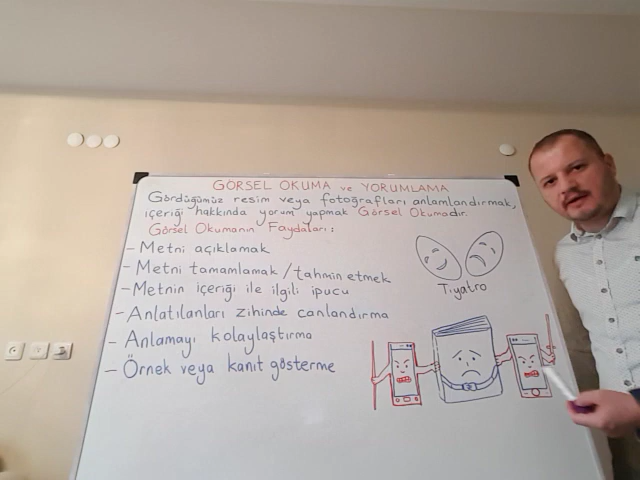 GÖRSEL OKUMA ve YORUMLAMA
Gördüğümüz resim veya fotoğrafları anlamlandırmak,
içeriği hakkında yorum yapmak Görsel Okumadır.
Görsel Okumanın Faydaları:
- Metni açıklamak
- Metni tamamlamak / tahmin etmek
- Metnin içeriği ile ilgili ipucu
- Anlatılanları zihinde canlandırma
- Anlamayı kolaylaştırma
- Örnek veya kanıt gösterme
Tiyatro